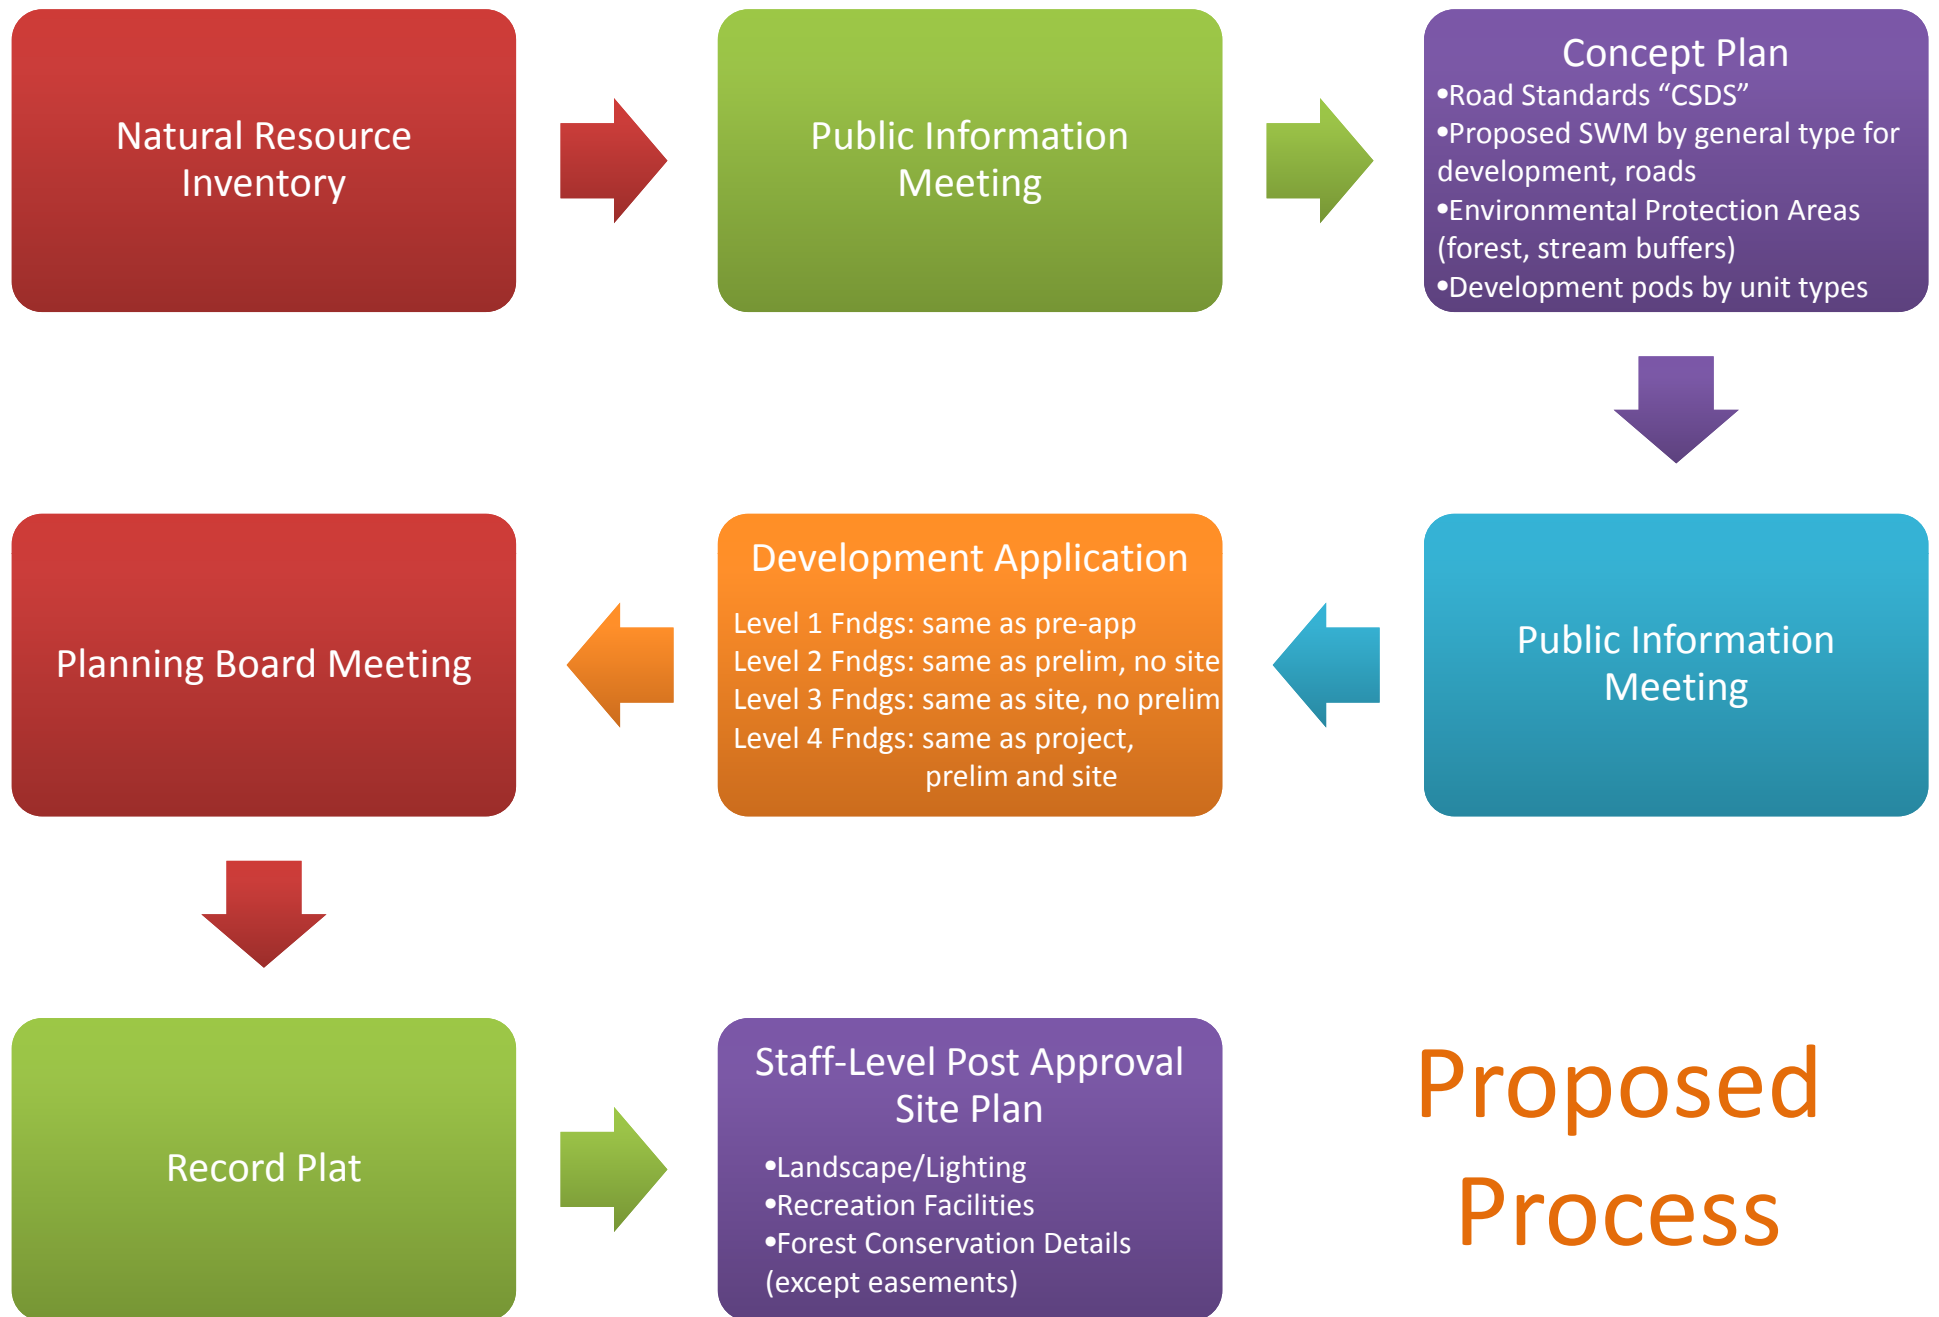 Natural Resource
Inventory
Public Information
Meeting
Concept Plan
•Road Standards “CSDS”
•Proposed SWM by general type for
development, roads
•Environmental Protection Areas
(forest, stream buffers)
•Development pods by unit types
Public Information
Meeting
Development Application
Level 1 Fndgs: same as pre-app
Level 2 Fndgs: same as prelim, no site
Level 3 Fndgs: same as site, no prelim
Level 4 Fndgs: same as project,
prelim and site
Planning Board Meeting
Record Plat
Staff-Level Post Approval
Site Plan
•Landscape/Lighting
•Recreation Facilities
•Forest Conservation Details
(except easements)
Proposed
Process